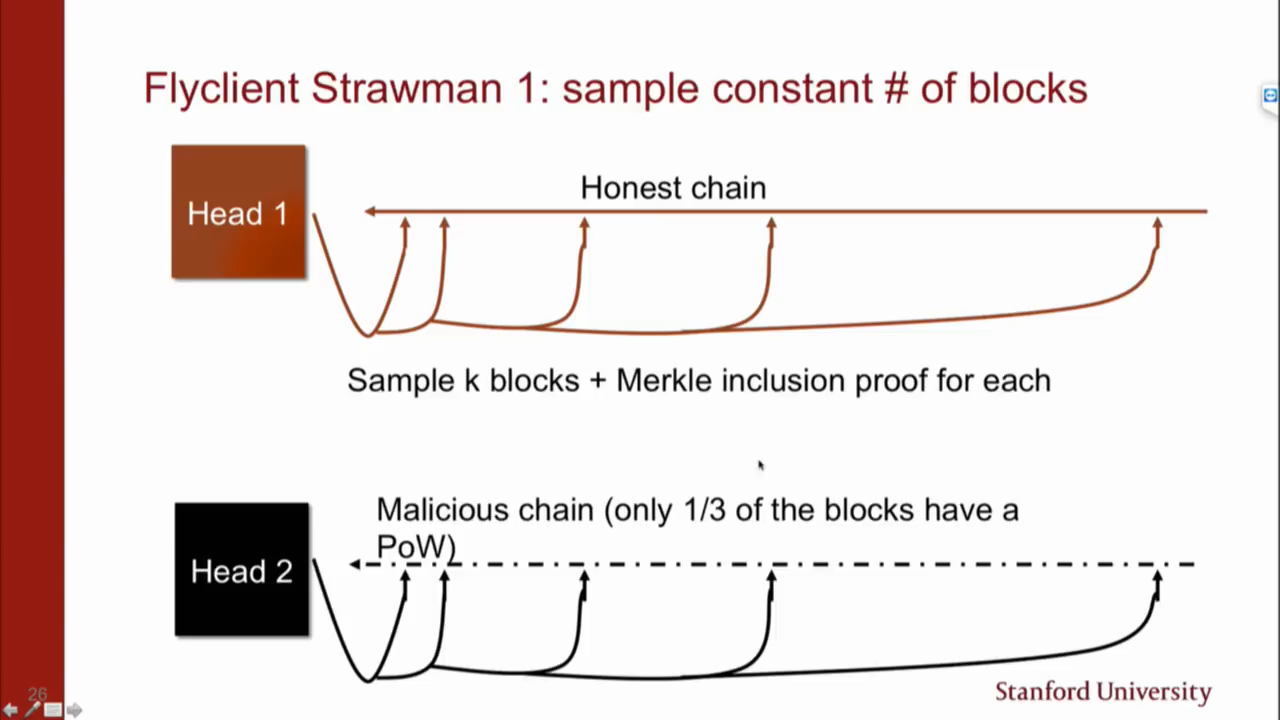 Flyclient Strawman 1: sample constant # of blocks
Head 1
Honest chain
Sample k blocks + Merkle inclusion proof for each
Malicious chain (only 1/3 of the blocks have a
PoW)
Head 2
26
Stanford University